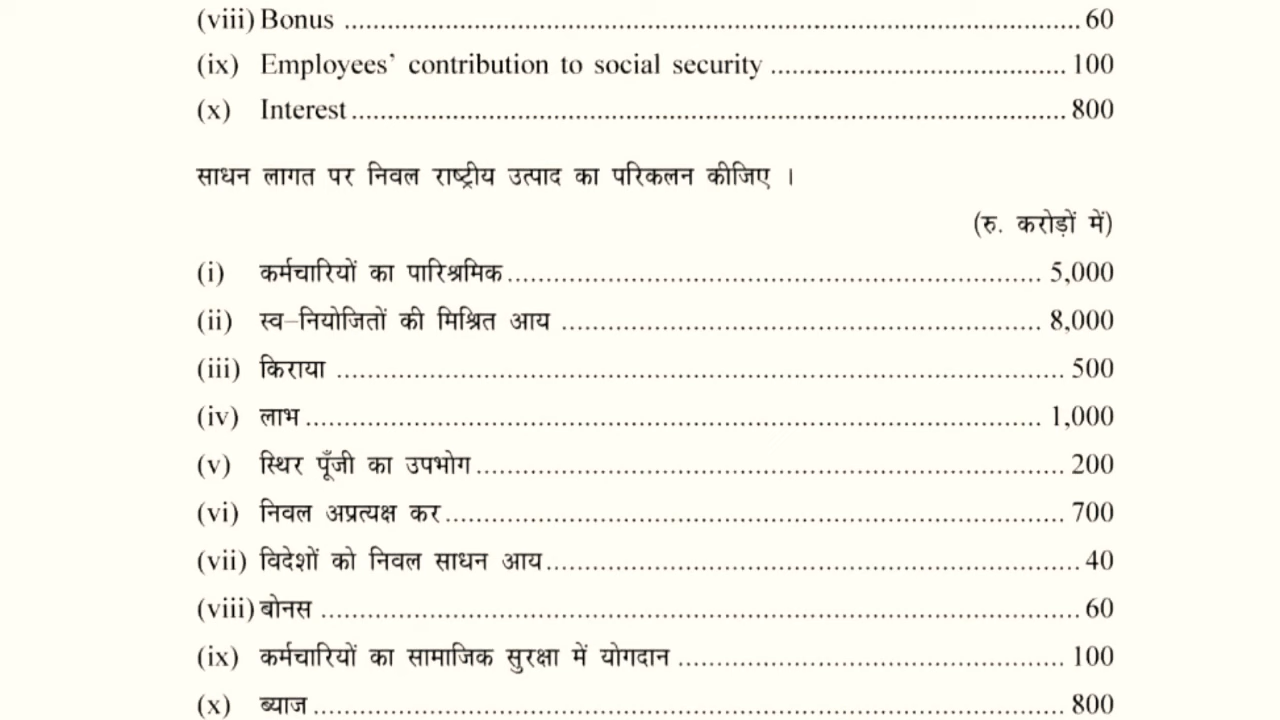 (viii) Bonus ........................................................................................................ 60
(ix) Employees' contribution to social security ......................................... 100
(x) Interest .................................................................................................... 800
साधन लागत पर निवल राष्ट्रीय उत्पाद का परिकलन कीजिए ।
(रु. करोड़ों में)
(i) कर्मचारियों का पारिश्रमिक ........................................................................... 5,000
(ii) स्व-नियोजितों की मिश्रित आय .................................................................... 8,000
(iii) किराया ...................................................................................................... 500
(iv) लाभ ....................................................................................................... 1,000
(v) स्थिर पूँजी का उपभोग .................................................................................. 200
(vi) निवल अप्रत्यक्ष कर ...................................................................................... 700
(vii) विदेशों को निवल साधन आय .......................................................................... 40
(viii) बोनस ......................................................................................................... 60
(ix) कर्मचारियों का सामाजिक सुरक्षा में योगदान ...................................................... 100
(x) ब्याज ......................................................................................................... 800